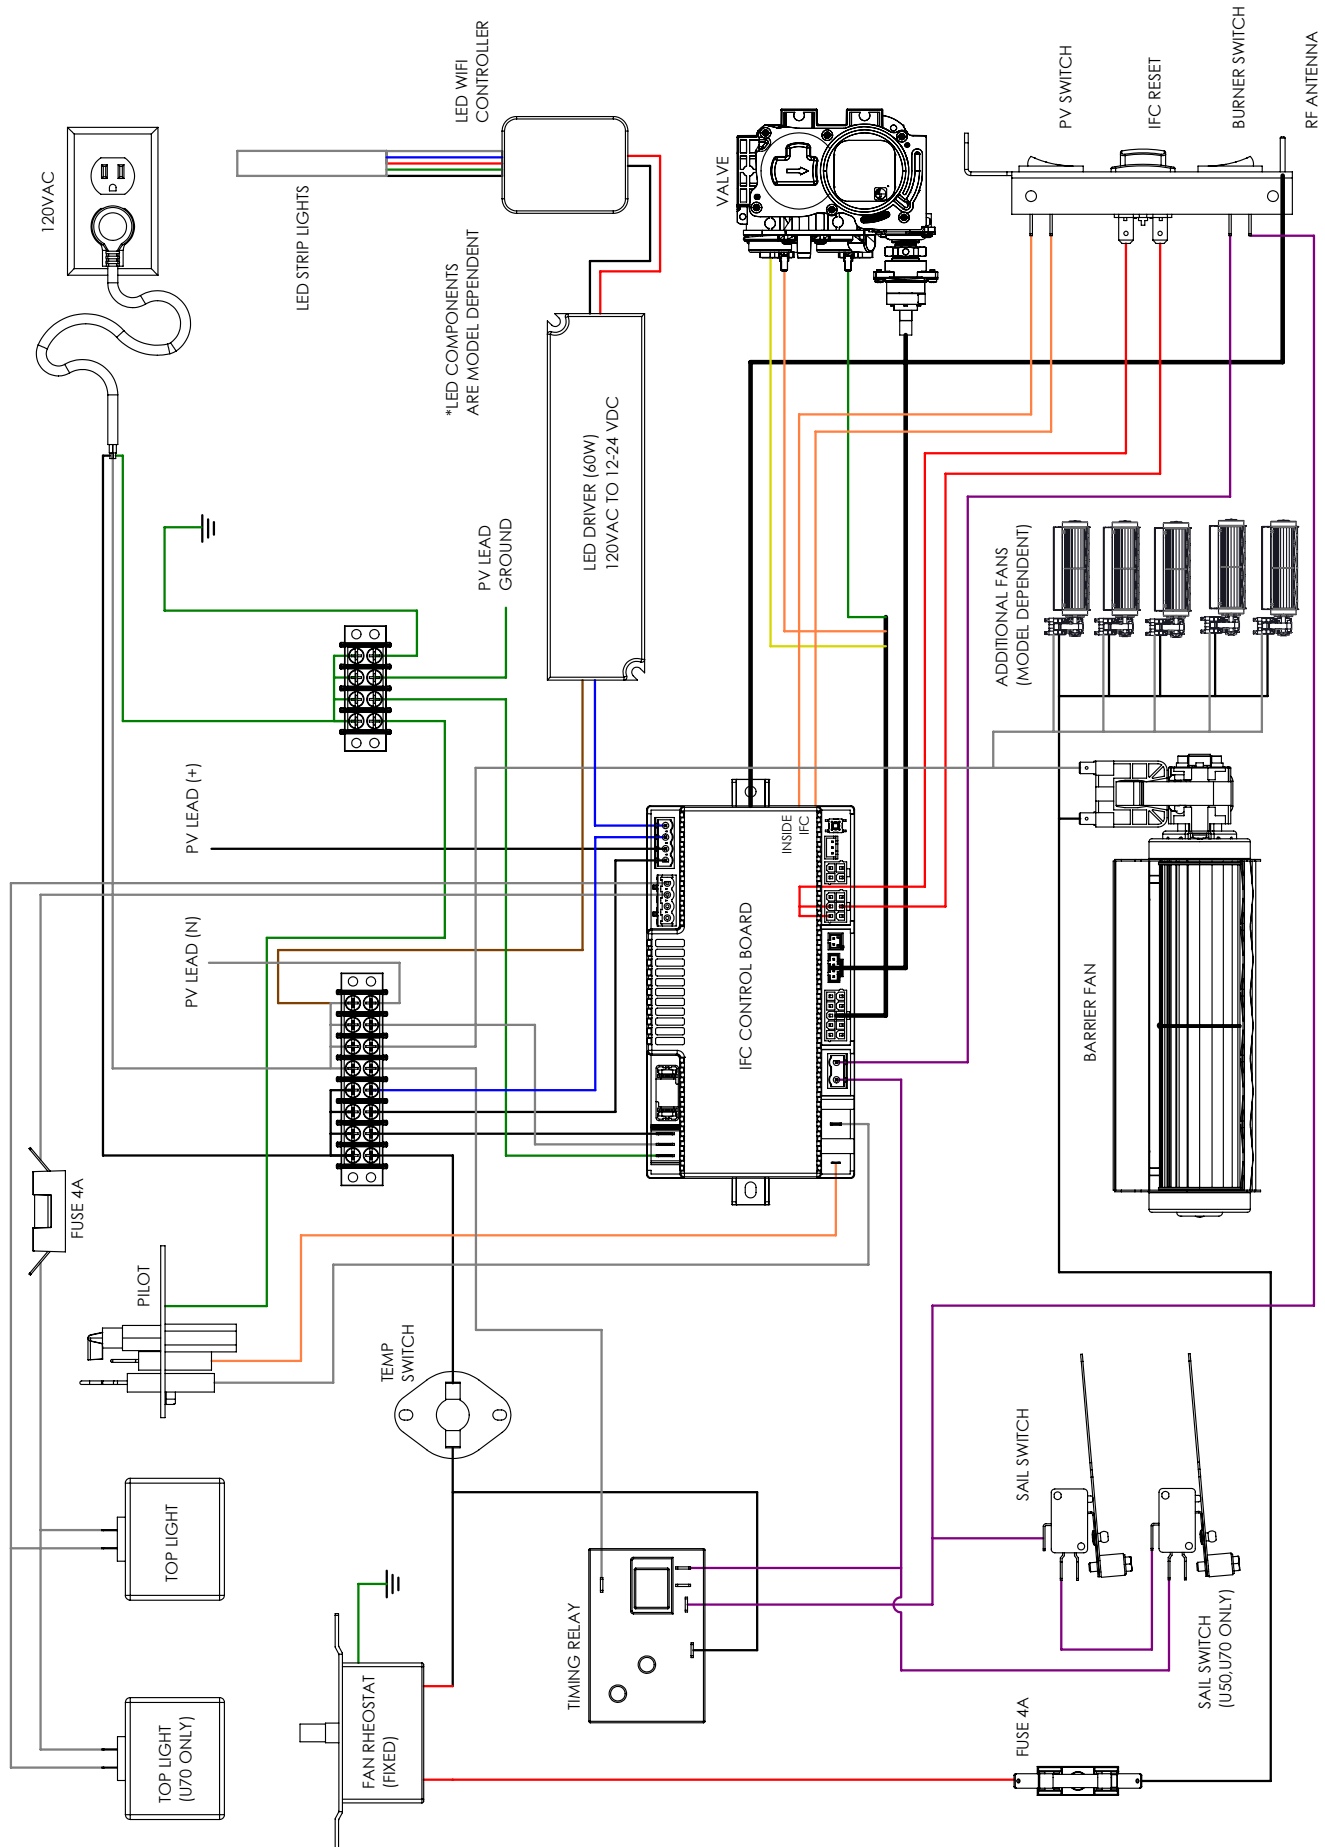 120VAC
LED STRIP LIGHTS
LED WIFI
CONTROLLER
*LED COMPONENTS
ARE MODEL DEPENDENT
LED DRIVER (60W)
120VAC TO 12-24 VDC
PV LEAD
GROUND
VALVE
PV SWITCH
IFC RESET
BURNER SWITCH
RF ANTENNA
ADDITIONAL FANS
(MODEL DEPENDENT)
PV LEAD (+)
PV LEAD (N)
INSIDE
IFC
IFC CONTROL BOARD
BARRIER FAN
FUSE 4A
PILOT
TEMP
SWITCH
TOP LIGHT
TOP LIGHT
(U70 ONLY)
FAN RHEOSTAT
(FIXED)
TIMING RELAY
SAIL SWITCH
SAIL SWITCH
(U50,U70 ONLY)
FUSE 4A